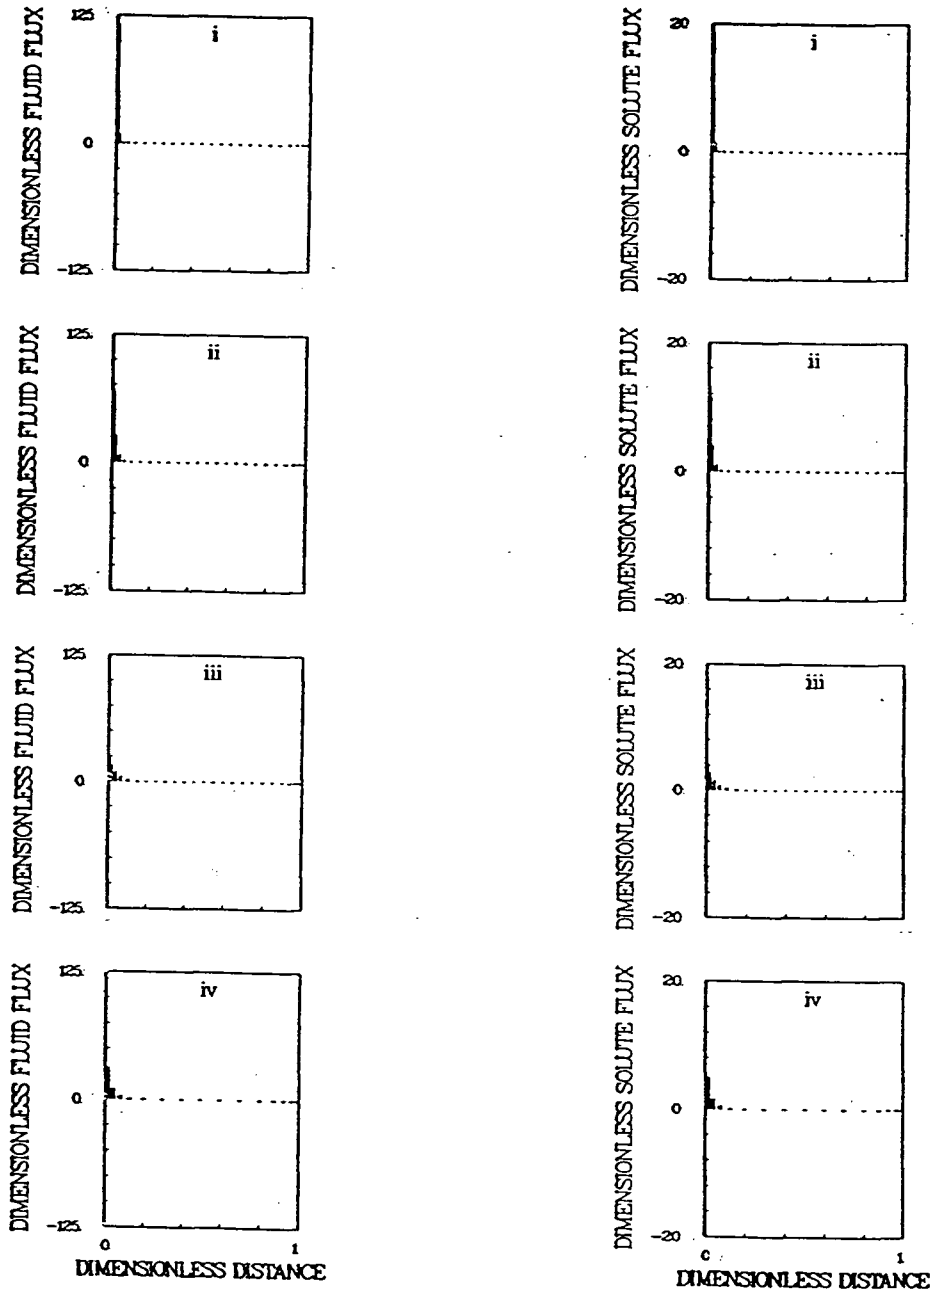 DIMENSIONLESS FLUID FLUX
125.
i
0.
-125.
DIMENSIONLESS SOLUTE FLUX
20.
i
0.
-20.
DIMENSIONLESS FLUID FLUX
125.
ii
0.
-125.
DIMENSIONLESS SOLUTE FLUX
20.
ii
0.
-20.
DIMENSIONLESS FLUID FLUX
125.
iii
0.
-125.
DIMENSIONLESS SOLUTE FLUX
20.
iii
0.
-20.
DIMENSIONLESS FLUID FLUX
125.
iv
0.
-125.
0.
1
DIMENSIONLESS DISTANCE
DIMENSIONLESS SOLUTE FLUX
20.
iv
0.
-20.
0
1
DIMENSIONLESS DISTANCE